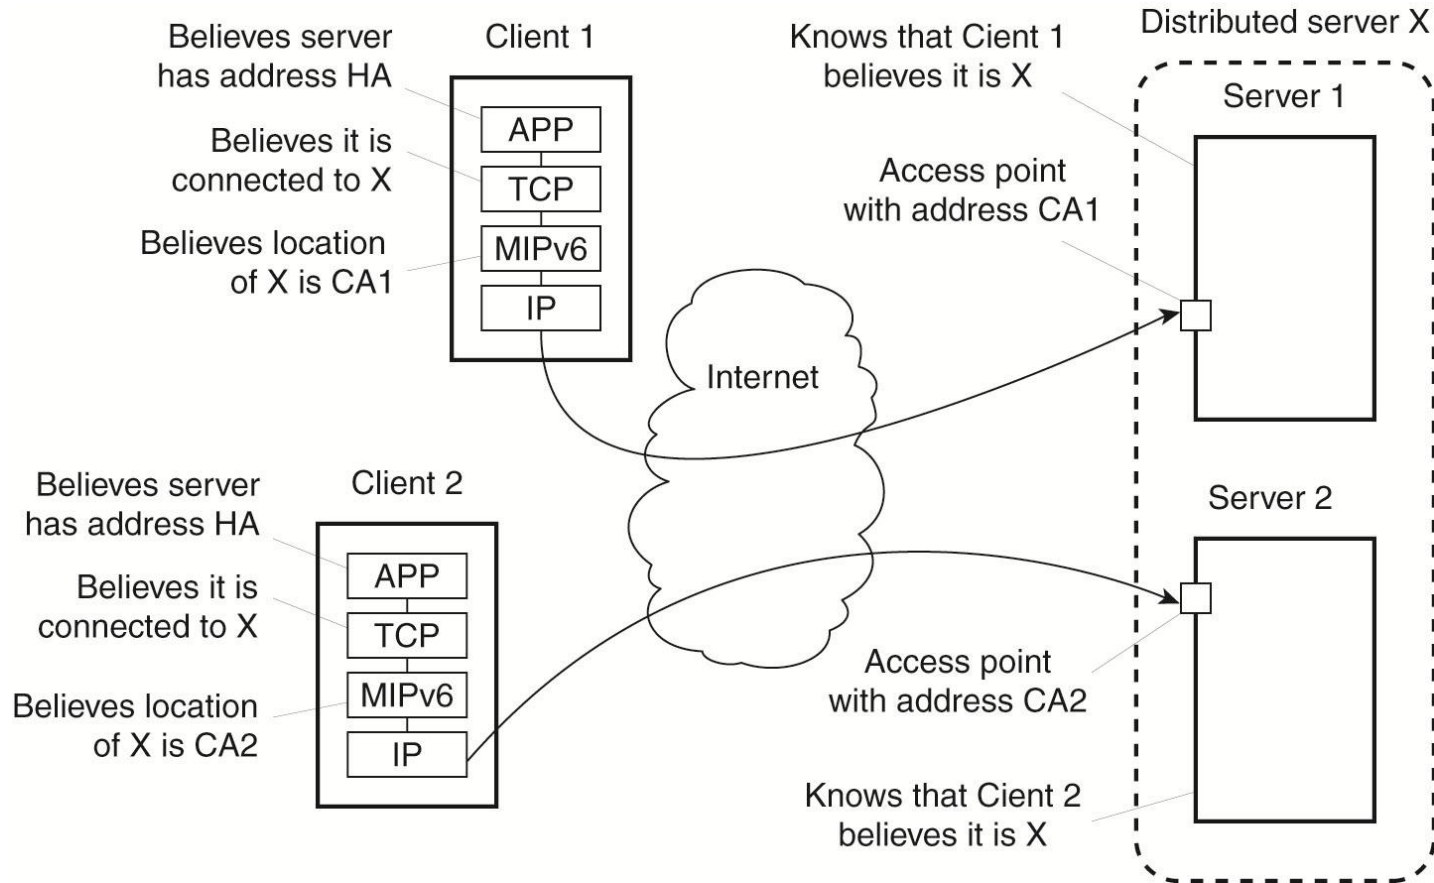 Believes server
has address HA
Client 1
APP
Believes it is
connected to X
TCP
Believes location
of X is CA1
MIPv6
IP
Knows that Cient 1
believes it is X
Distributed server X
Server 1
Access point
with address CA1
Internet
Believes server
has address HA
Client 2
APP
Believes it is
connected to X
TCP
Believes location
of X is CA2
MIPv6
IP
Server 2
Access point
with address CA2
Knows that Cient 2
believes it is X